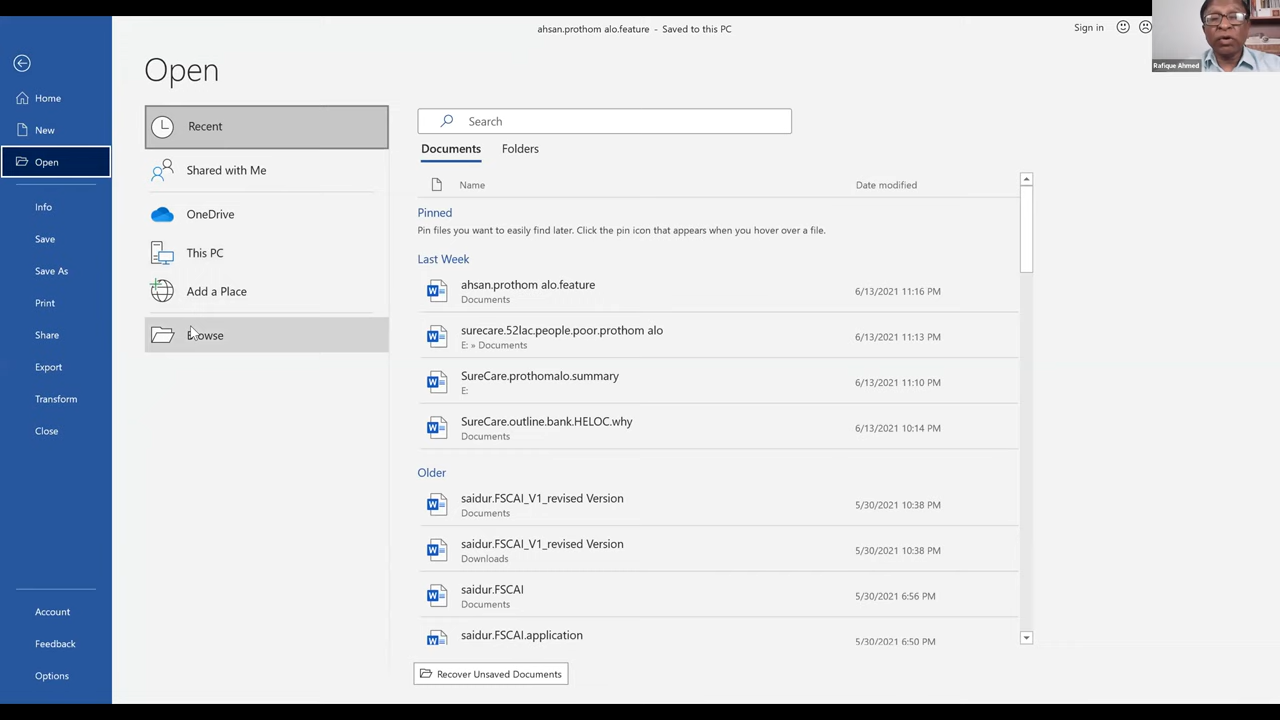 ahsan.prothom alo.feature - Saved to this PC
Sign in
Rafique Ahmed
Home
New
Open
Info
Save
Save As
Print
Share
Export
Transform
Close
Account
Feedback
Options
Open
Recent
Shared with Me
OneDrive
This PC
Add a Place
Browse
Search
Documents Folders
Name Date modified
Pinned
Pin files you want to easily find later. Click the pin icon that appears when you hover over a file.
Last Week
ahsan.prothom alo.feature
Documents
6/13/2021 11:16 PM
surecare.52lac.people.poor.prothom alo
E: » Documents
6/13/2021 11:13 PM
SureCare.prothomalo.summary
E:
6/13/2021 11:10 PM
SureCare.outline.bank.HELOC.why
Documents
6/13/2021 10:14 PM
Older
saidur.FSCAI_V1_revised Version
Documents
5/30/2021 10:38 PM
saidur.FSCAI_V1_revised Version
Downloads
5/30/2021 10:38 PM
saidur.FSCAI
Documents
5/30/2021 6:56 PM
saidur.FSCAI.application
5/30/2021 6:50 PM
Recover Unsaved Documents